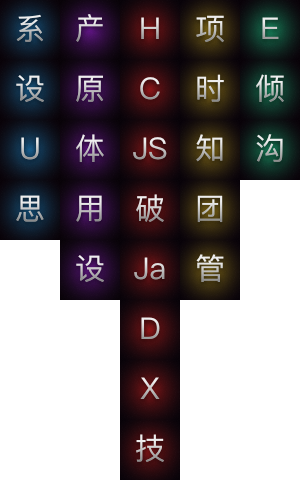 系 产 H 项 E
设 原 C 时 倾
U 体 JS 知 沟
思 用 破 团
设 Ja 管
D
X
技